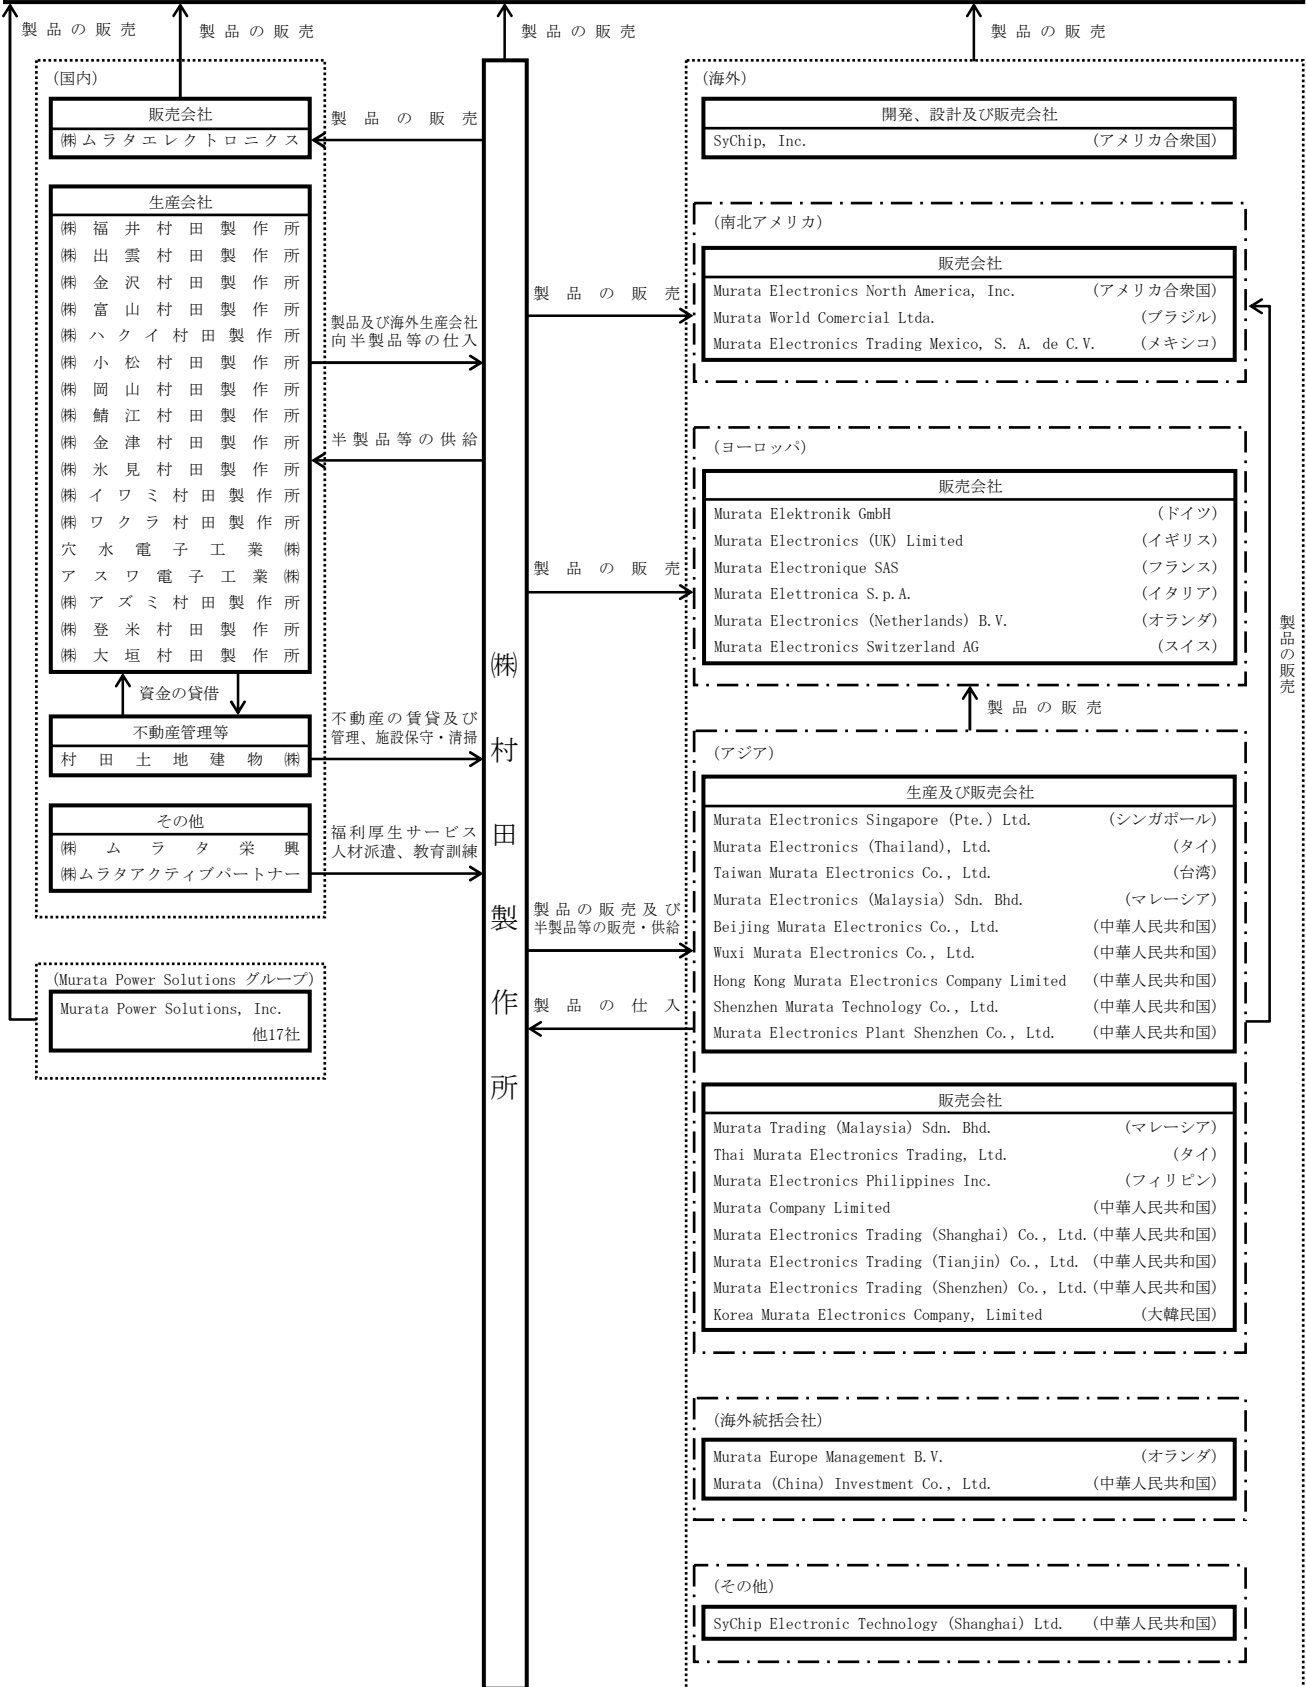 製品の販売
製品の販売
製品の販売
製品の販売
(国内)
販売会社
㈱ムラタエレクトロニクス
製品の販売
生産会社
㈱福井村田製作所
㈱出雲村田製作所
㈱金沢村田製作所
㈱富山村田製作所
㈱ハクイ村田製作所
㈱小松村田製作所
㈱岡山村田製作所
㈱鯖江村田製作所
㈱金津村田製作所
㈱氷見村田製作所
㈱イワミ村田製作所
㈱ワクラ村田製作所
穴水電子工業㈱
アスワ電子工業㈱
㈱アズミ村田製作所
㈱登米村田製作所
㈱大垣村田製作所
製品及び海外生産会社
向半製品等の仕入
半製品等の供給
資金の貸借
不動産管理等
村田土地建物㈱
不動産の賃貸及び
管理、施設保守・清掃
その他
㈱ムラタ栄興
㈱ムラタアクティブパートナー
福利厚生サービス
人材派遣、教育訓練
(Murata Power Solutions グループ)
Murata Power Solutions, Inc.
他17社
㈱村田製作所
製品の販売
製品の販売
製品の販売及び
半製品等の販売・供給
製品の仕入
(海外)
開発、設計及び販売会社
SyChip, Inc. (アメリカ合衆国)
(南北アメリカ)
販売会社
Murata Electronics North America, Inc. (アメリカ合衆国)
Murata World Comercial Ltda. (ブラジル)
Murata Electronics Trading Mexico, S. A. de C.V. (メキシコ)
(ヨーロッパ)
販売会社
Murata Elektronik GmbH (ドイツ)
Murata Electronics (UK) Limited (イギリス)
Murata Electronique SAS (フランス)
Murata Elettronica S.p.A. (イタリア)
Murata Electronics (Netherlands) B.V. (オランダ)
Murata Electronics Switzerland AG (スイス)
製品の販売
製品の販売
(アジア)
生産及び販売会社
Murata Electronics Singapore (Pte.) Ltd. (シンガポール)
Murata Electronics (Thailand), Ltd. (タイ)
Taiwan Murata Electronics Co., Ltd. (台湾)
Murata Electronics (Malaysia) Sdn. Bhd. (マレーシア)
Beijing Murata Electronics Co., Ltd. (中華人民共和国)
Wuxi Murata Electronics Co., Ltd. (中華人民共和国)
Hong Kong Murata Electronics Company Limited (中華人民共和国)
Shenzhen Murata Technology Co., Ltd. (中華人民共和国)
Murata Electronics Plant Shenzhen Co., Ltd. (中華人民共和国)
販売会社
Murata Trading (Malaysia) Sdn. Bhd. (マレーシア)
Thai Murata Electronics Trading, Ltd. (タイ)
Murata Electronics Philippines Inc. (フィリピン)
Murata Company Limited (中華人民共和国)
Murata Electronics Trading (Shanghai) Co., Ltd. (中華人民共和国)
Murata Electronics Trading (Tianjin) Co., Ltd. (中華人民共和国)
Murata Electronics Trading (Shenzhen) Co., Ltd. (中華人民共和国)
Korea Murata Electronics Company, Limited (大韓民国)
(海外統括会社)
Murata Europe Management B.V. (オランダ)
Murata (China) Investment Co., Ltd. (中華人民共和国)
(その他)
SyChip Electronic Technology (Shanghai) Ltd. (中華人民共和国)